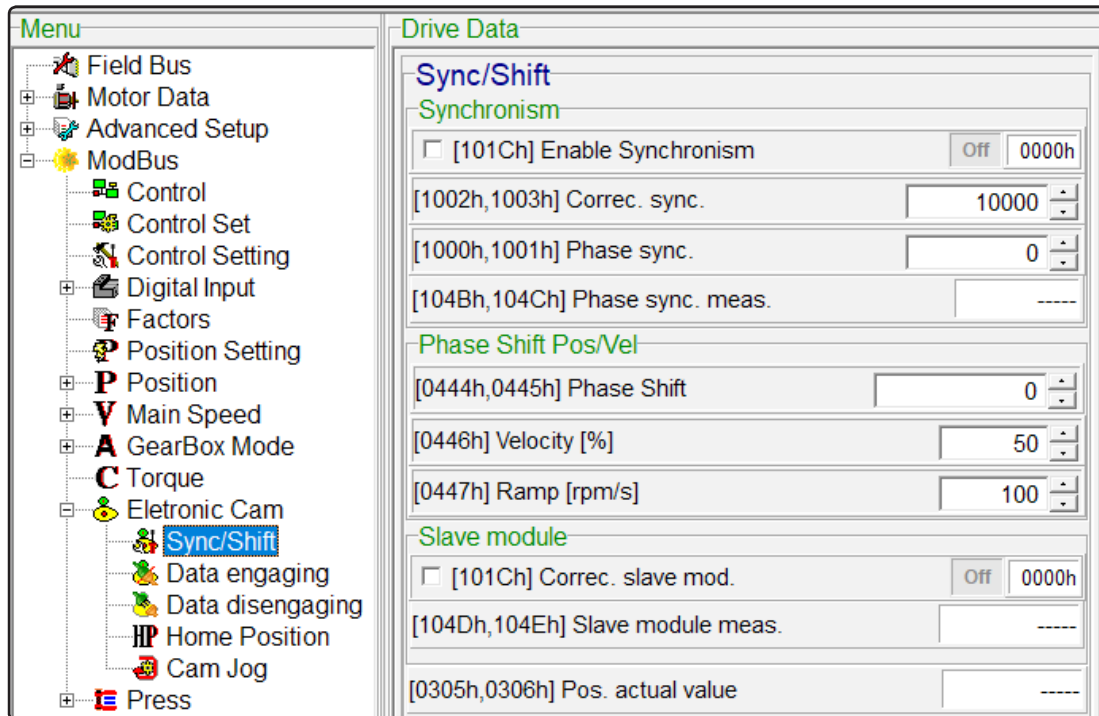 Menu
Field Bus
Motor Data
Advanced Setup
ModBus
Control
Control Set
Control Setting
Digital Input
Factors
Position Setting
P Position
V Main Speed
A GearBox Mode
C Torque
Eletronic Cam
Sync/Shift
Data engaging
Data disengaging
HP Home Position
Cam Jog
Press
Drive Data
Sync/Shift
Synchronism
[101Ch] Enable Synchronism Off 0000h
[1002h,1003h] Correc. sync. 10000
[1000h,1001h] Phase sync. 0
[104Bh,104Ch] Phase sync. meas. -----
Phase Shift Pos/Vel
[0444h,0445h] Phase Shift 0
[0446h] Velocity [%] 50
[0447h] Ramp [rpm/s] 100
Slave module
[101Ch] Correc. slave mod. Off 0000h
[104Dh,104Eh] Slave module meas. -----
[0305h,0306h] Pos. actual value -----